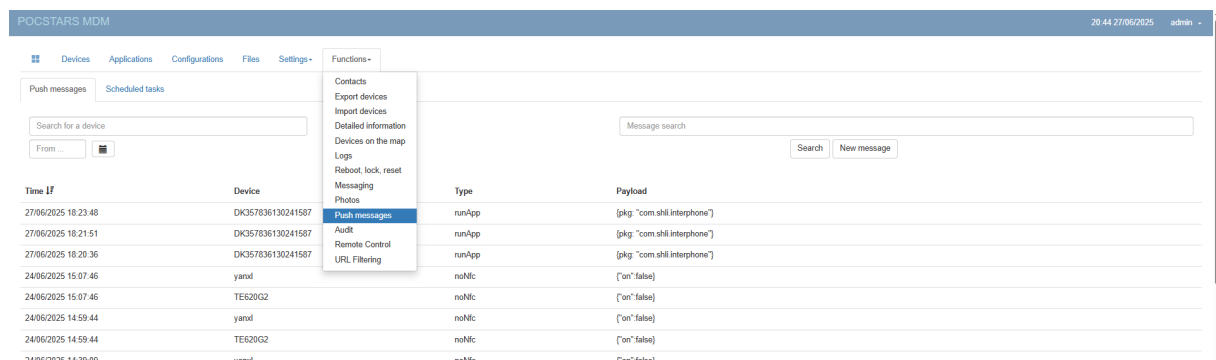 POCSTARS MDM 20:44 27/06/2025 admin
Devices Applications Configurations Files Settings Functions
Push messages Scheduled tasks
Contacts
Export devices
Import devices
Detailed information
Devices on the map
Logs
Reboot, lock, reset
Messaging
Photos
Push messages
Audit
Remote Control
URL Filtering
Search for a device Message search
From ... Search New message
Time Device Type Payload
27/06/2025 18:23:48 DK357836130241587 runApp {pkg: "com.shli.interphone"}
27/06/2025 18:21:51 DK357836130241587 runApp {pkg: "com.shli.interphone"}
27/06/2025 18:20:36 DK357836130241587 runApp {pkg: "com.shli.interphone"}
24/06/2025 15:07:46 yanxl noNfc {"on":false}
24/06/2025 15:07:46 TE620G2 noNfc {"on":false}
24/06/2025 14:59:44 yanxl noNfc {"on":false}
24/06/2025 14:59:44 TE620G2 noNfc {"on":false}